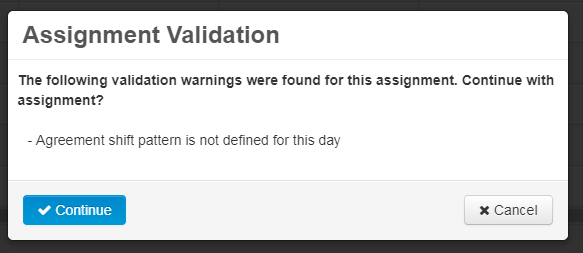 Assignment Validation
The following validation warnings were found for this assignment. Continue with
assignment?
- Agreement shift pattern is not defined for this day
Continue
Cancel